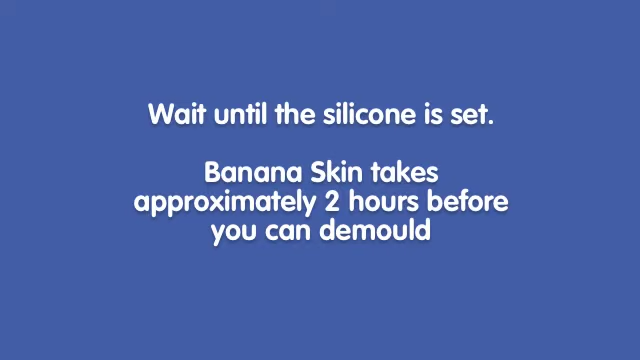 Wait until the silicone is set.
Banana Skin takes
approximately 2 hours before
you can demould